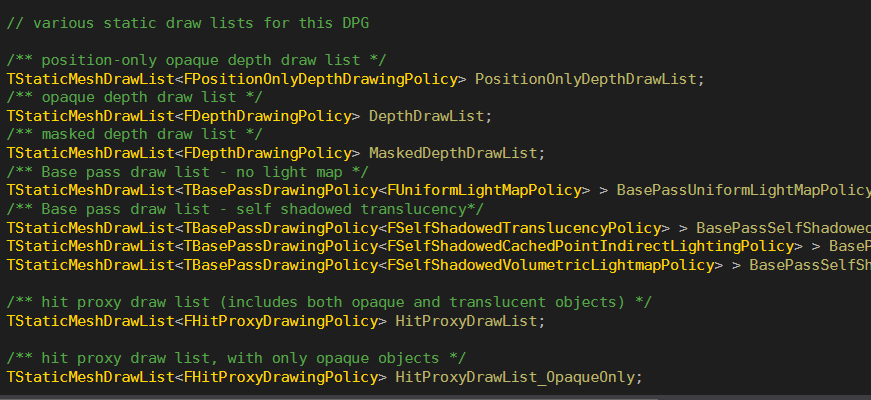 // various static draw lists for this DPG
/** position-only opaque depth draw list */
TStaticMeshDrawList<FPositionOnlyDepthDrawingPolicy> PositionOnlyDepthDrawList;
/** opaque depth draw list */
TStaticMeshDrawList<FDepthDrawingPolicy> DepthDrawList;
/** masked depth draw list */
TStaticMeshDrawList<FDepthDrawingPolicy> MaskedDepthDrawList;
/** Base pass draw list - no light map */
TStaticMeshDrawList<TBasePassDrawingPolicy<FUniformLightMapPolicy> > BasePassUniformLightMapPolicy
/** Base pass draw list - self shadowed translucency*/
TStaticMeshDrawList<TBasePassDrawingPolicy<FSelfShadowedTranslucencyPolicy> > BasePassSelfShadowed
TStaticMeshDrawList<TBasePassDrawingPolicy<FSelfShadowedCachedPointIndirectLightingPolicy> > BaseP
TStaticMeshDrawList<TBasePassDrawingPolicy<FSelfShadowedVolumetricLightmapPolicy> > BasePassSelfSh
/** hit proxy draw list (includes both opaque and translucent objects) */
TStaticMeshDrawList<FHitProxyDrawingPolicy> HitProxyDrawList;
/** hit proxy draw list, with only opaque objects */
TStaticMeshDrawList<FHitProxyDrawingPolicy> HitProxyDrawList_OpaqueOnly;